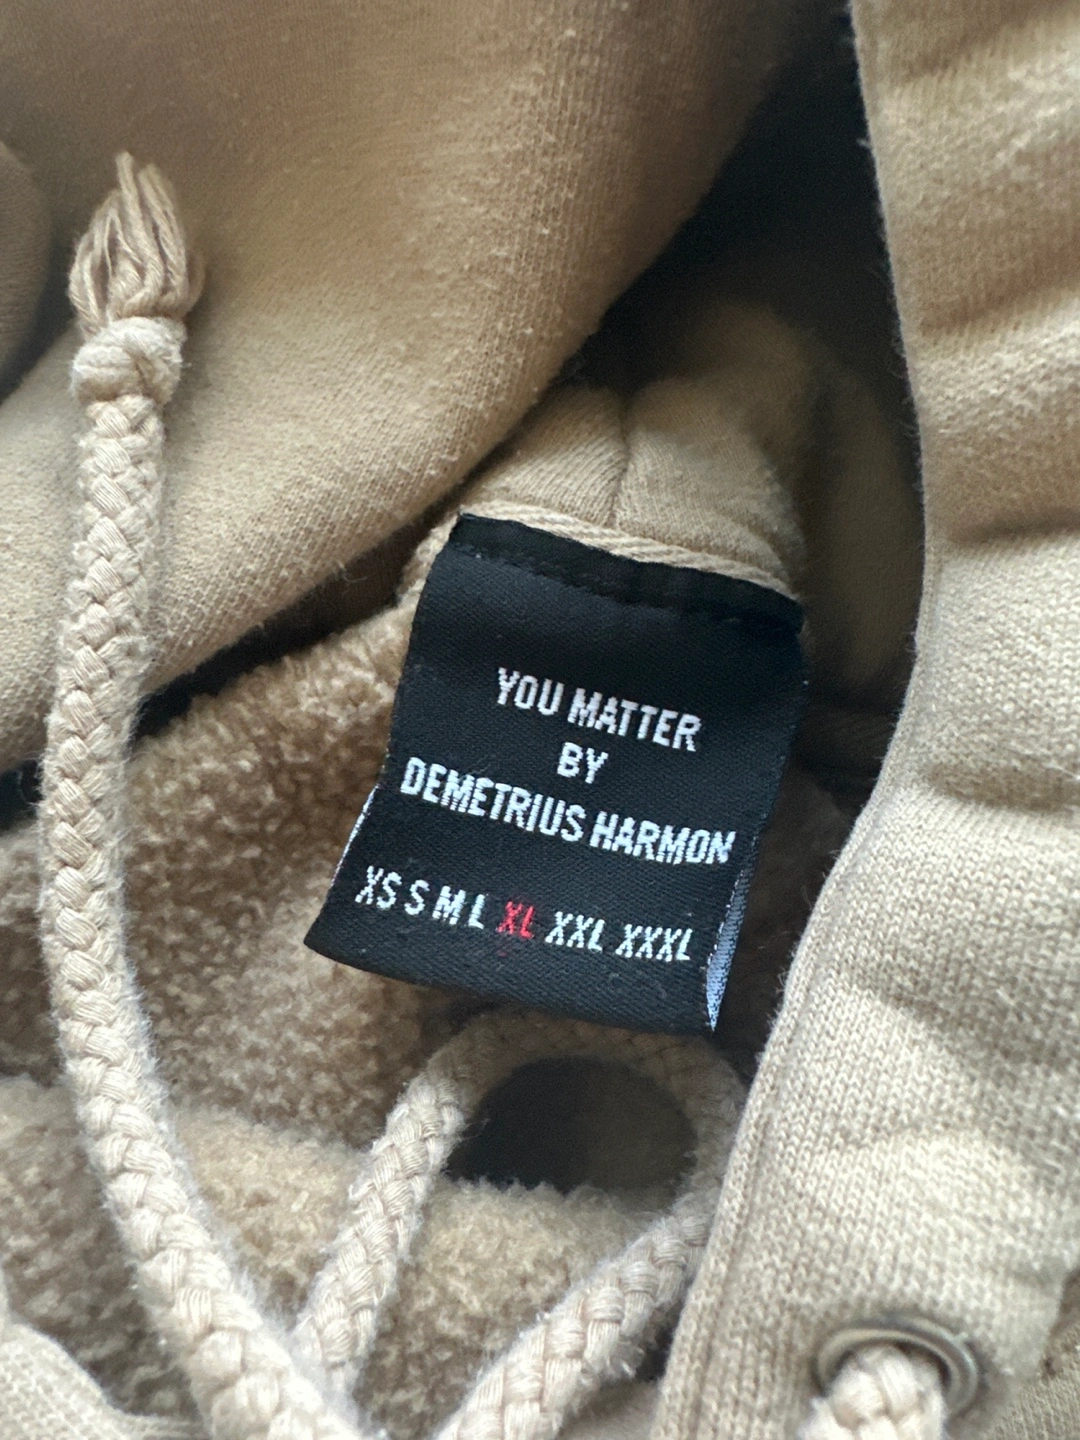 YOU MATTER
BY
DEMETRIUS HARMON
XS S M L XL XXL XXXL